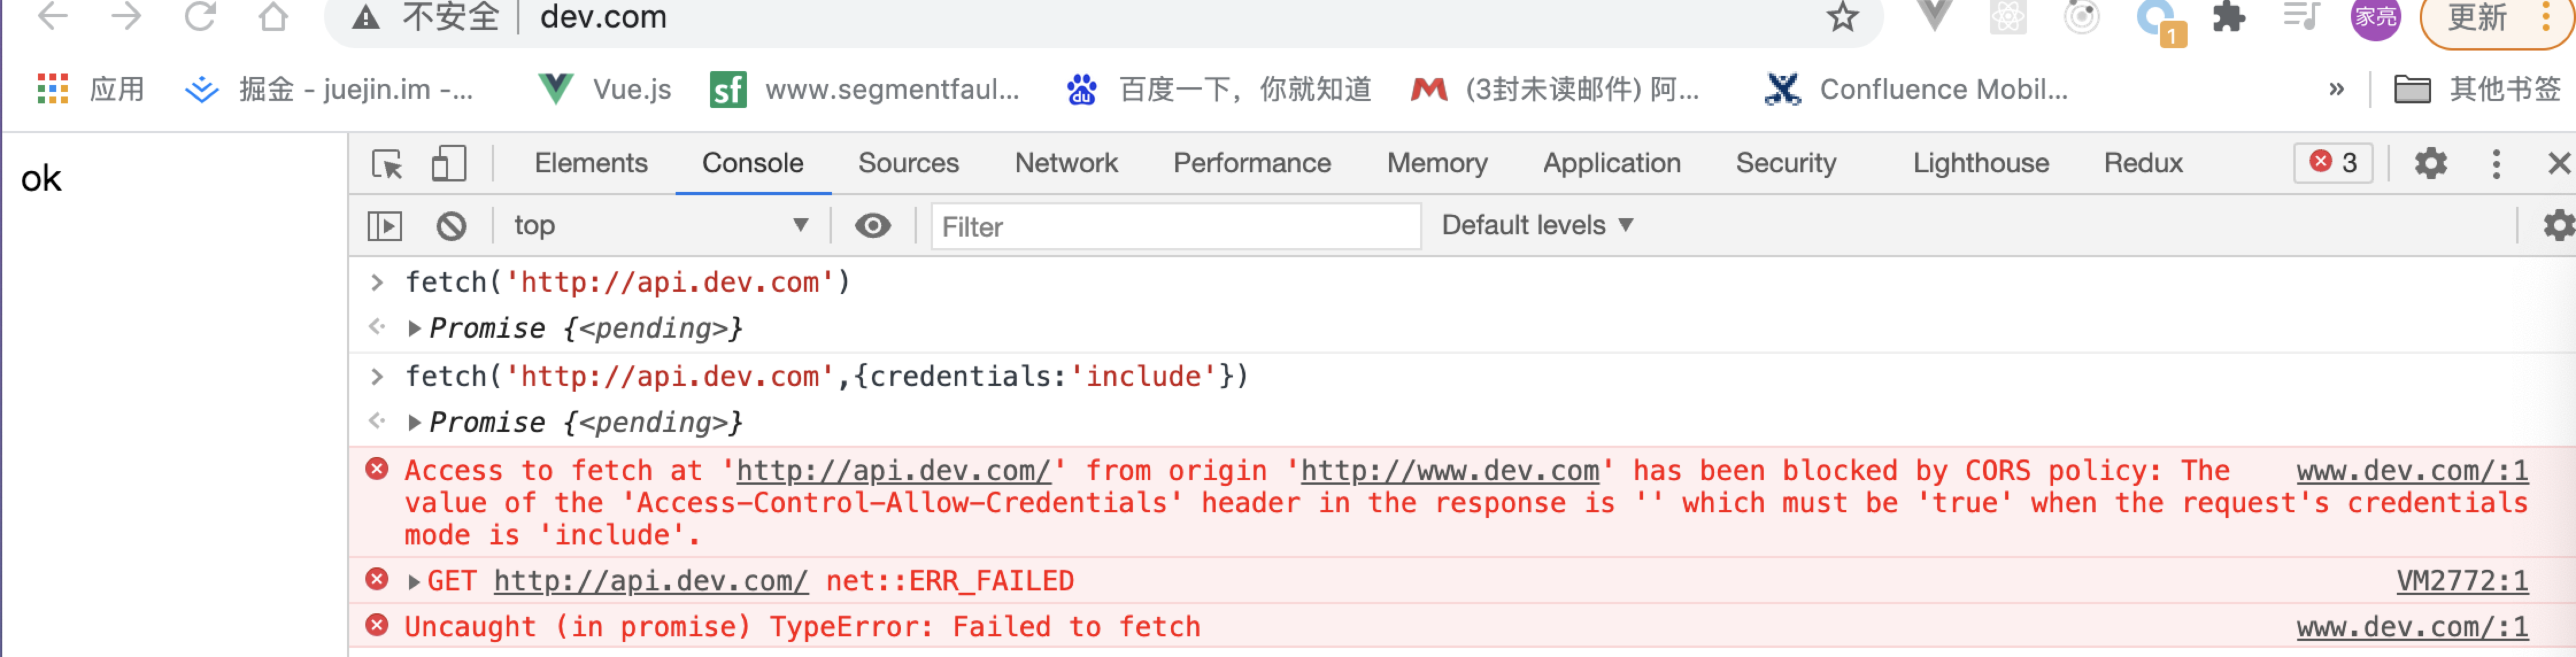 不安全 dev.com 家亮 更新
1
应用 掘金 - juejin.im -... Vue.js sf www.segmentfaul... du 百度一下，你就知道 M (3封未读邮件) 阿... Confluence Mobil... » 其他书签
ok
Elements Console Sources Network Performance Memory Application Security Lighthouse Redux 3
top Filter Default levels
fetch('http://api.dev.com')
Promise {<pending>}
fetch('http://api.dev.com',{credentials:'include'})
Promise {<pending>}
Access to fetch at 'http://api.dev.com/' from origin 'http://www.dev.com' has been blocked by CORS policy: The www.dev.com/:1
value of the 'Access-Control-Allow-Credentials' header in the response is '' which must be 'true' when the request's credentials
mode is 'include'.
GET http://api.dev.com/ net::ERR_FAILED VM2772:1
Uncaught (in promise) TypeError: Failed to fetch www.dev.com/:1